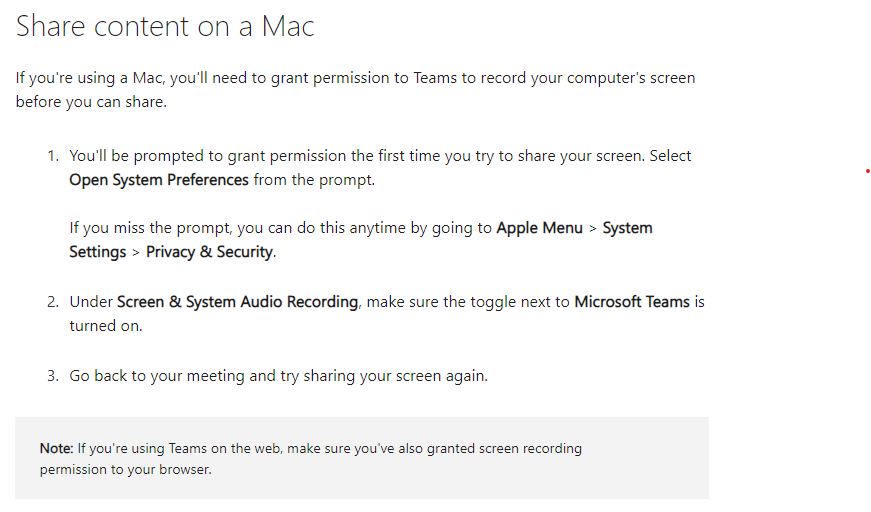 Share content on a Mac
If you're using a Mac, you'll need to grant permission to Teams to record your computer's screen
before you can share.
1. You'll be prompted to grant permission the first time you try to share your screen. Select
Open System Preferences from the prompt.
If you miss the prompt, you can do this anytime by going to Apple Menu > System
Settings > Privacy & Security.
2. Under Screen & System Audio Recording, make sure the toggle next to Microsoft Teams is
turned on.
3. Go back to your meeting and try sharing your screen again.
Note: If you're using Teams on the web, make sure you've also granted screen recording
permission to your browser.